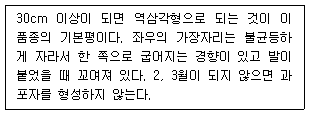 30cm 이상이 되면 역삼각형으로 되는 것이 이
품종의 기본형이다. 좌우의 가장자리는 불균등하
게 자라서 한 쪽으로 굽어지는 경향이 있고 발이
붙었을 때 꼬여져 있다. 2, 3월이 되지 않으면 과
포자를 형성하지 않는다.